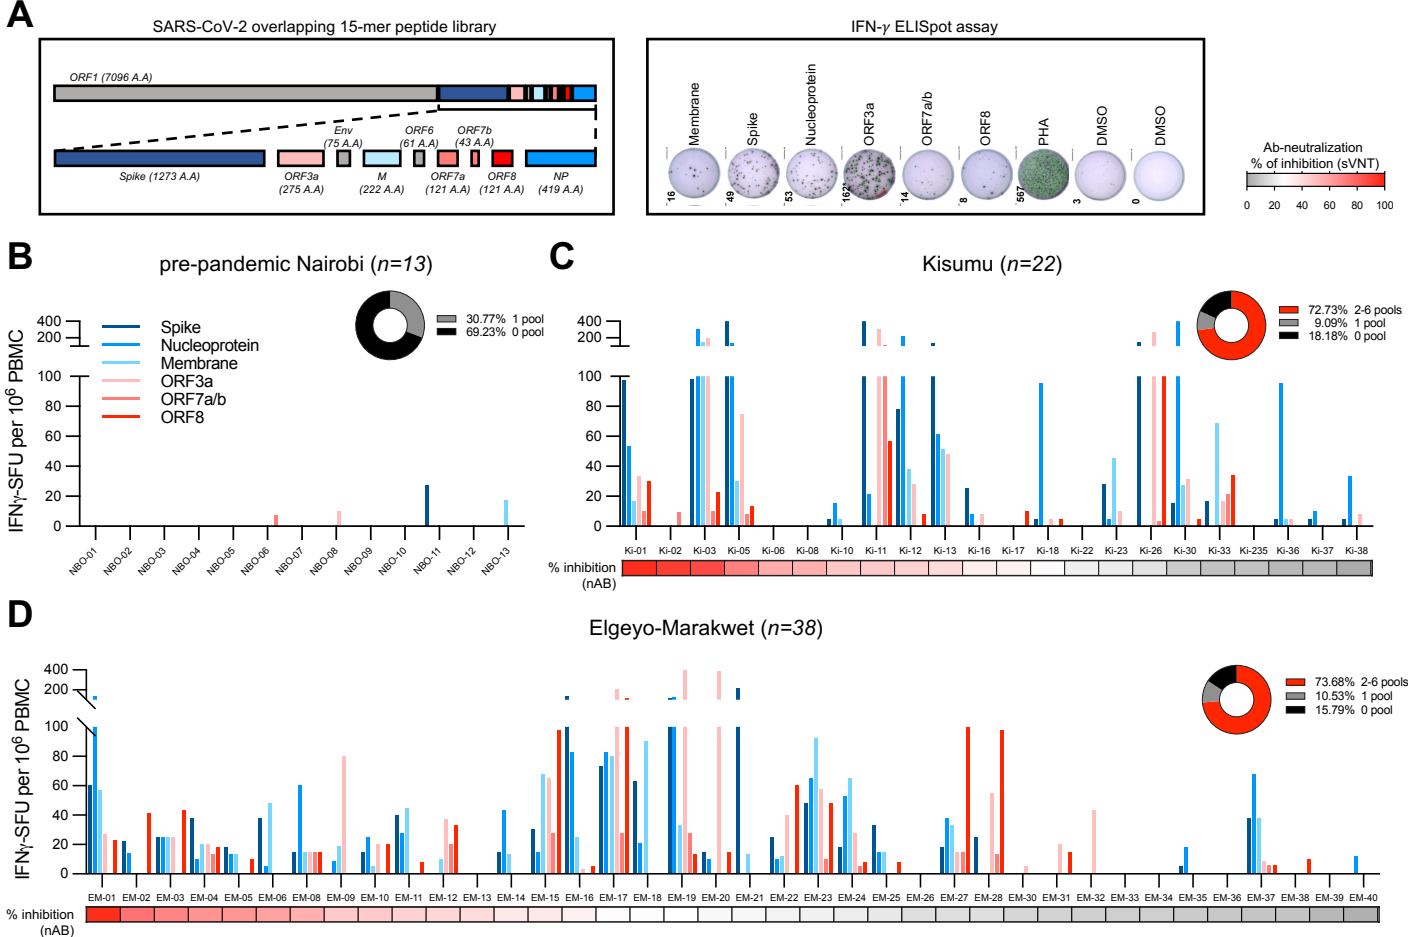 A
SARS-CoV-2 overlapping 15-mer peptide library
ORF1 (7096 A.A)
Env
(75 A.A)
ORF6
(61 A.A)
ORF7b
(43 A.A)
Spike (1273 A.A)
ORF3a
(275 A.A)
M
(222 A.A)
ORF7a
(121 A.A)
ORF8
(121 A.A)
NP
(419 A.A)
IFN-γ ELISpot assay
Membrane
Spike
Nucleoprotein
ORF3a
ORF7a/b
ORF8
PHA
DMSO
DMSO
16
49
53
162
14
8
567
3
0
Ab-neutralization
% of inhibition (sVNT)
0 20 40 60 80 100
B
pre-pandemic Nairobi (n=13)
30.77% 1 pool
69.23% 0 pool
IFNγ-SFU per 10⁶ PBMC
400
200
100
80
60
40
20
0
Spike
Nucleoprotein
Membrane
ORF3a
ORF7a/b
ORF8
NBO-01 NBO-02 NBO-03 NBO-04 NBO-05 NBO-06 NBO-07 NBO-08 NBO-09 NBO-10 NBO-11 NBO-12 NBO-13
C
Kisumu (n=22)
72.73% 2-6 pools
9.09% 1 pool
18.18% 0 pool
400
200
100
80
60
40
20
0
Ki-01 Ki-02 Ki-03 Ki-05 Ki-06 Ki-08 Ki-10 Ki-11 Ki-12 Ki-13 Ki-16 Ki-17 Ki-18 Ki-22 Ki-23 Ki-26 Ki-30 Ki-33 Ki-235 Ki-36 Ki-37 Ki-38
% inhibition
(nAB)
D
Elgeyo-Marakwet (n=38)
73.68% 2-6 pools
10.53% 1 pool
15.79% 0 pool
IFNγ-SFU per 10⁶ PBMC
400
200
100
80
60
40
20
0
EM-01 EM-02 EM-03 EM-04 EM-05 EM-06 EM-08 EM-09 EM-10 EM-11 EM-12 EM-13 EM-14 EM-15 EM-16 EM-17 EM-18 EM-19 EM-20 EM-21 EM-22 EM-23 EM-24 EM-25 EM-26 EM-27 EM-28 EM-30 EM-31 EM-32 EM-33 EM-34 EM-35 EM-36 EM-37 EM-38 EM-39 EM-40
% inhibition
(nAB)